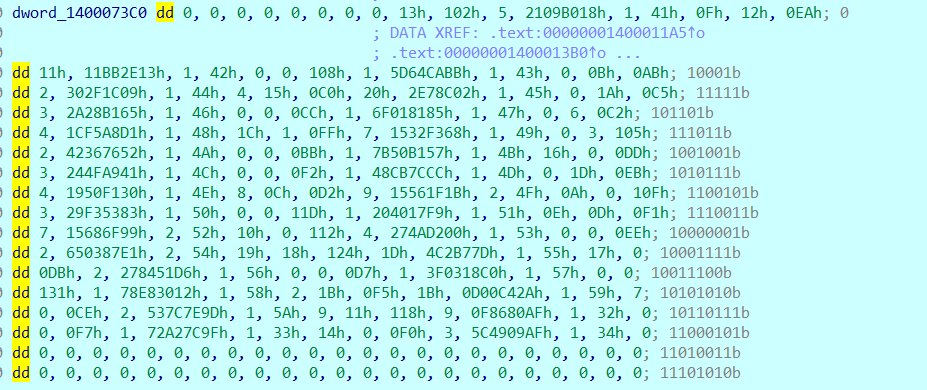 dword_1400073C0 dd 0, 0, 0, 0, 0, 0, 0, 0, 13h, 102h, 5, 2109B018h, 1, 41h, 0Fh, 12h, 0EAh; 0
; DATA XREF: .text:00000001400011A5↑o
; .text:00000001400013B0↑o ...
dd 11h, 11BB2E13h, 1, 42h, 0, 0, 108h, 1, 5D64CABBh, 1, 43h, 0, 0Bh, 0ABh; 10001b
dd 2, 302F1C09h, 1, 44h, 4, 15h, 0C0h, 20h, 2E78C02h, 1, 45h, 0, 1Ah, 0C5h; 11111b
dd 3, 2A28B165h, 1, 46h, 0, 0, 0CCh, 1, 6F018185h, 1, 47h, 0, 6, 0C2h; 101101b
dd 4, 1CF5A8D1h, 1, 48h, 1Ch, 1, 0FFh, 7, 1532F368h, 1, 49h, 0, 3, 105h; 111011b
dd 2, 42367652h, 1, 4Ah, 0, 0, 0BBh, 1, 7B50B157h, 1, 4Bh, 16h, 0, 0DDh; 1001001b
dd 3, 244FA941h, 1, 4Ch, 0, 0, 0F2h, 1, 48CB7CCCh, 1, 4Dh, 0, 1Dh, 0EBh; 1010111b
dd 4, 1950F130h, 1, 4Eh, 8, 0Ch, 0D2h, 9, 15561F1Bh, 2, 4Fh, 0Ah, 0, 10Fh; 1100101b
dd 3, 29F35383h, 1, 50h, 0, 0, 11Dh, 1, 204017F9h, 1, 51h, 0Eh, 0Dh, 0F1h; 1110011b
dd 7, 15686F99h, 2, 52h, 10h, 0, 112h, 4, 274AD200h, 1, 53h, 0, 0, 0EEh; 10000001b
dd 2, 650387E1h, 2, 54h, 19h, 18h, 124h, 1Dh, 4C2B77Dh, 1, 55h, 17h, 0; 10001111b
dd 0DBh, 2, 278451D6h, 1, 56h, 0, 0, 0D7h, 1, 3F0318C0h, 1, 57h, 0, 0; 10011100b
dd 131h, 1, 78E83012h, 1, 58h, 2, 1Bh, 0F5h, 1Bh, 0D00C42Ah, 1, 59h, 7; 10101010b
dd 0, 0CEh, 2, 537C7E9Dh, 1, 5Ah, 9, 11h, 118h, 9, 0F8680AFh, 1, 32h, 0; 10110111b
dd 0, 0F7h, 1, 72A27C9Fh, 1, 33h, 14h, 0, 0F0h, 3, 5C4909AFh, 1, 34h, 0; 11000101b
dd 0, 0, 0, 0, 0, 0, 0, 0, 0, 0, 0, 0, 0, 0, 0, 0, 0, 0; 11010011b
dd 0, 0, 0, 0, 0, 0, 0, 0, 0, 0, 0, 0, 0, 0, 0, 0, 0, 0; 11101010b